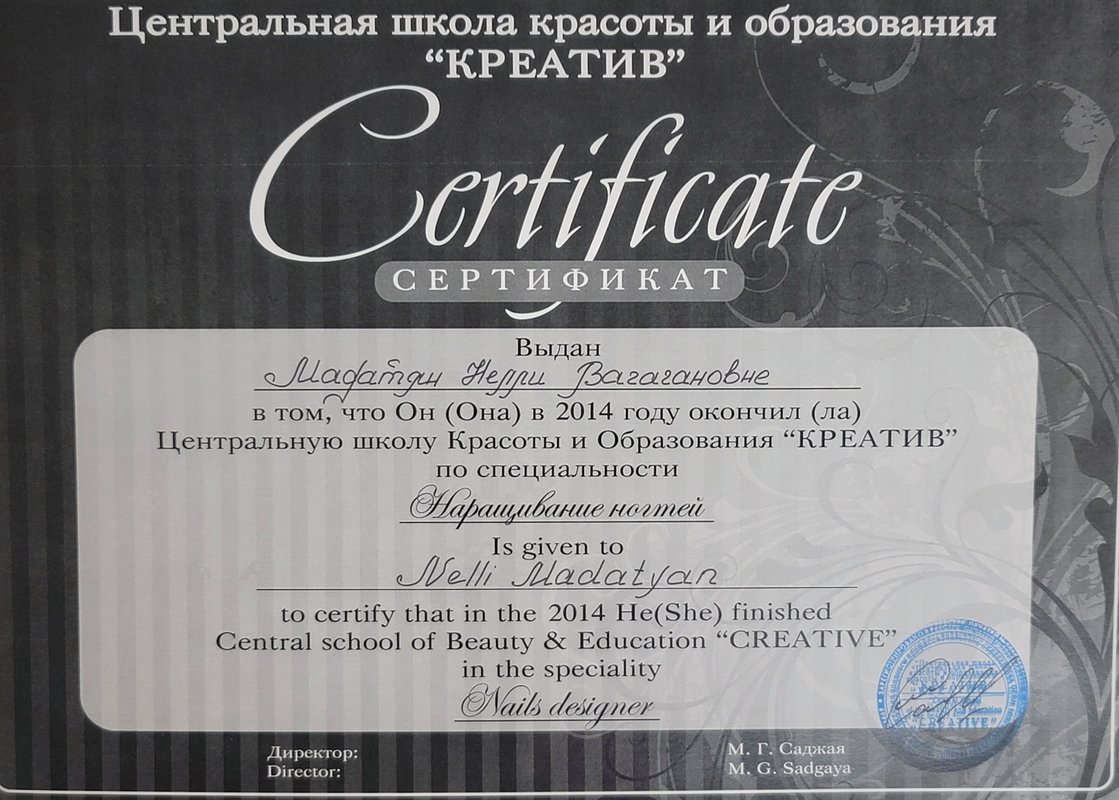 Центральная школа красоты и образования
“КРЕАТИВ”
Certificate
СЕРТИФИКАТ
Выдан
Мадатян Нелли Вагагановне
в том, что Он (Она) в 2014 году окончил (ла)
Центральную школу Красоты и Образования “КРЕАТИВ”
по специальности
Наращивание ногтей
Is given to
Nelli Madatyan
to certify that in the 2014 He(She) finished
Central school of Beauty & Education “CREATIVE”
in the speciality
Nails designer
"CREATIVE"
Директор:
М. Г. Саджая
Director:
M. G. Sadgaya